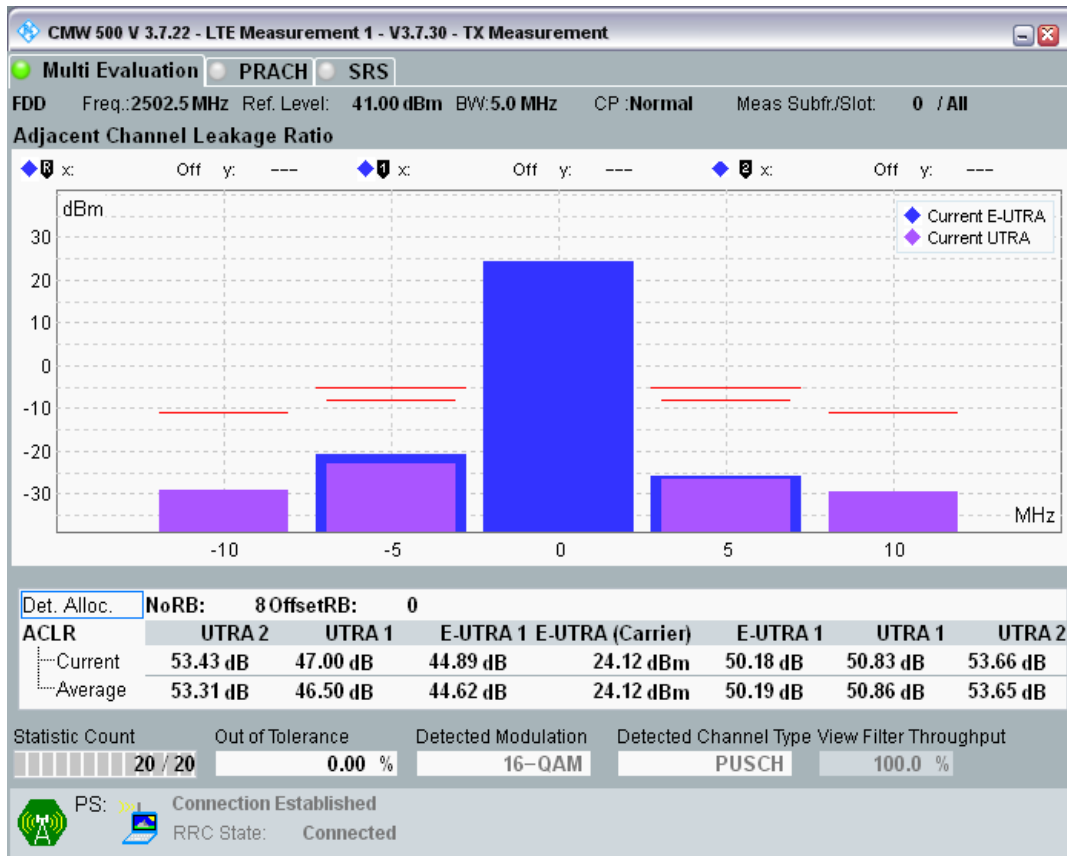 CMW 500 V 3.7.22 - LTE Measurement 1 - V3.7.30 - TX Measurement
Multi Evaluation PRACH SRS
FDD Freq.:2502.5 MHz Ref. Level: 41.00 dBm BW:5.0 MHz CP :Normal Meas Subfr./Slot: 0 / All
Adjacent Channel Leakage Ratio
R x: Off y: --- 1 x: Off y: --- 2 x: Off y: ---
dBm
Current E-UTRA
Current UTRA
30
20
10
0
-10
-20
-30
MHz
-10 -5 0 5 10
Det. Alloc. NoRB: 8 OffsetRB: 0
ACLR UTRA 2 UTRA 1 E-UTRA 1 E-UTRA (Carrier) E-UTRA 1 UTRA 1 UTRA 2
Current 53.43 dB 47.00 dB 44.89 dB 24.12 dBm 50.18 dB 50.83 dB 53.66 dB
Average 53.31 dB 46.50 dB 44.62 dB 24.12 dBm 50.19 dB 50.86 dB 53.65 dB
Statistic Count Out of Tolerance Detected Modulation Detected Channel Type View Filter Throughput
20 / 20 0.00 % 16-QAM PUSCH 100.0 %
PS: Connection Established
RRC State: Connected